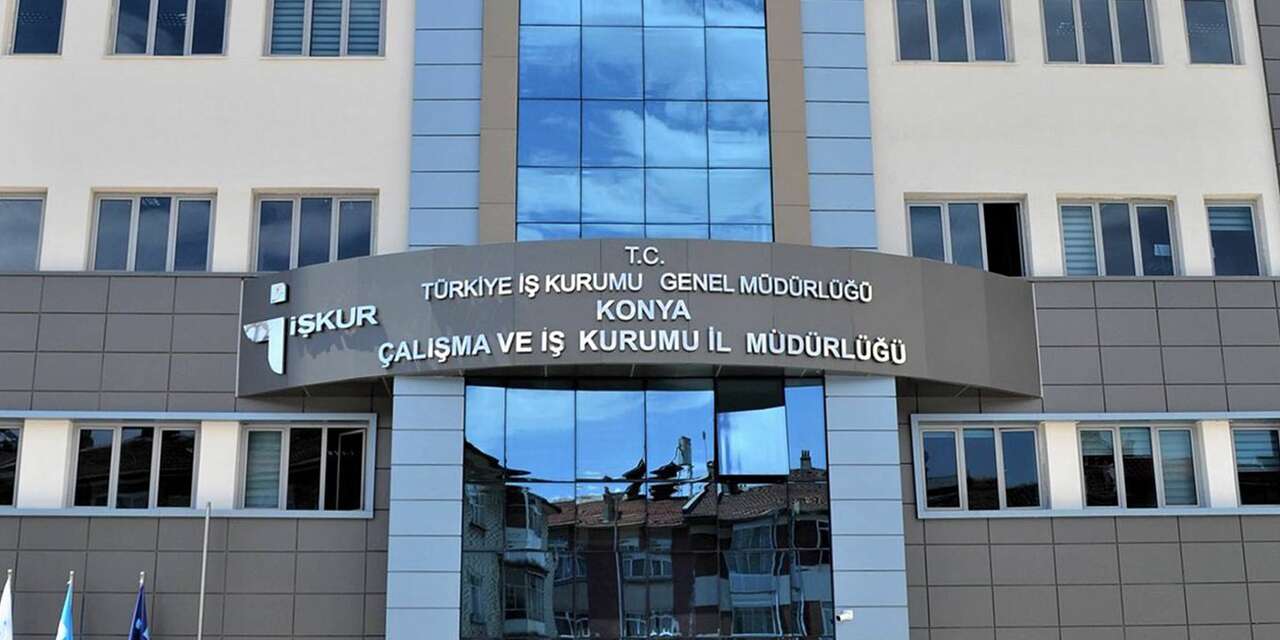 T.C.
TÜRKİYE İŞ KURUMU GENEL MÜDÜRLÜĞÜ
İŞKUR
KONYA
ÇALIŞMA VE İŞ KURUMU İL MÜDÜRLÜĞÜ